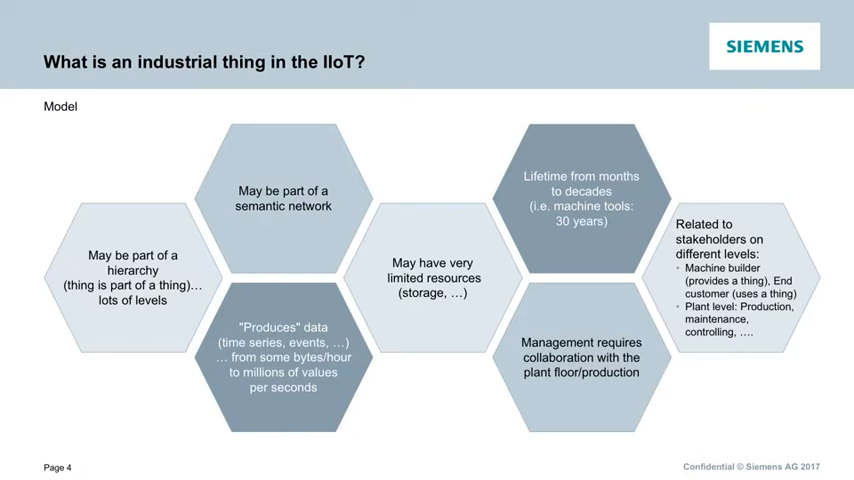 What is an industrial thing in the IIoT?
SIEMENS
Model
May be part of a
hierarchy
(thing is part of a thing)…
lots of levels
May be part of a
semantic network
"Produces" data
(time series, events, …)
… from some bytes/hour
to millions of values
per seconds
May have very
limited resources
(storage, …)
Lifetime from months
to decades
(i.e. machine tools:
30 years)
Management requires
collaboration with the
plant floor/production
Related to
stakeholders on
different levels:
• Machine builder
(provides a thing), End
customer (uses a thing)
• Plant level: Production,
maintenance,
controlling, ….
Page 4
Confidential © Siemens AG 2017